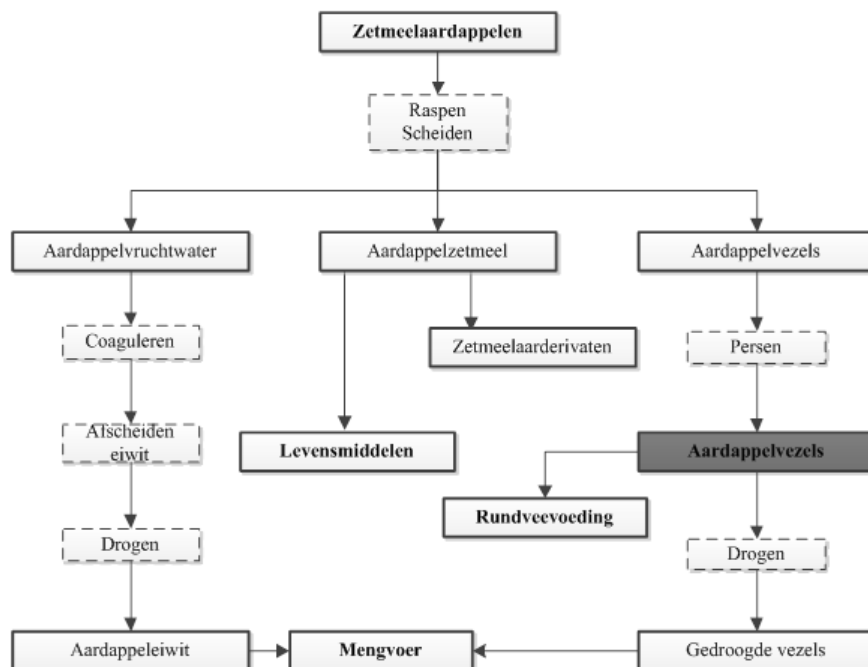 Zetmeelaardappelen
Raspen
Scheiden
Aardappelvruchtwater
Aardappelzetmeel
Aardappelvezels
Coaguleren
Zetmeelaarderivaten
Persen
Afscheiden
eiwit
Levensmiddelen
Aardappelvezels
Rundveevoeding
Drogen
Drogen
Aardappeleiwit
Mengvoer
Gedroogde vezels